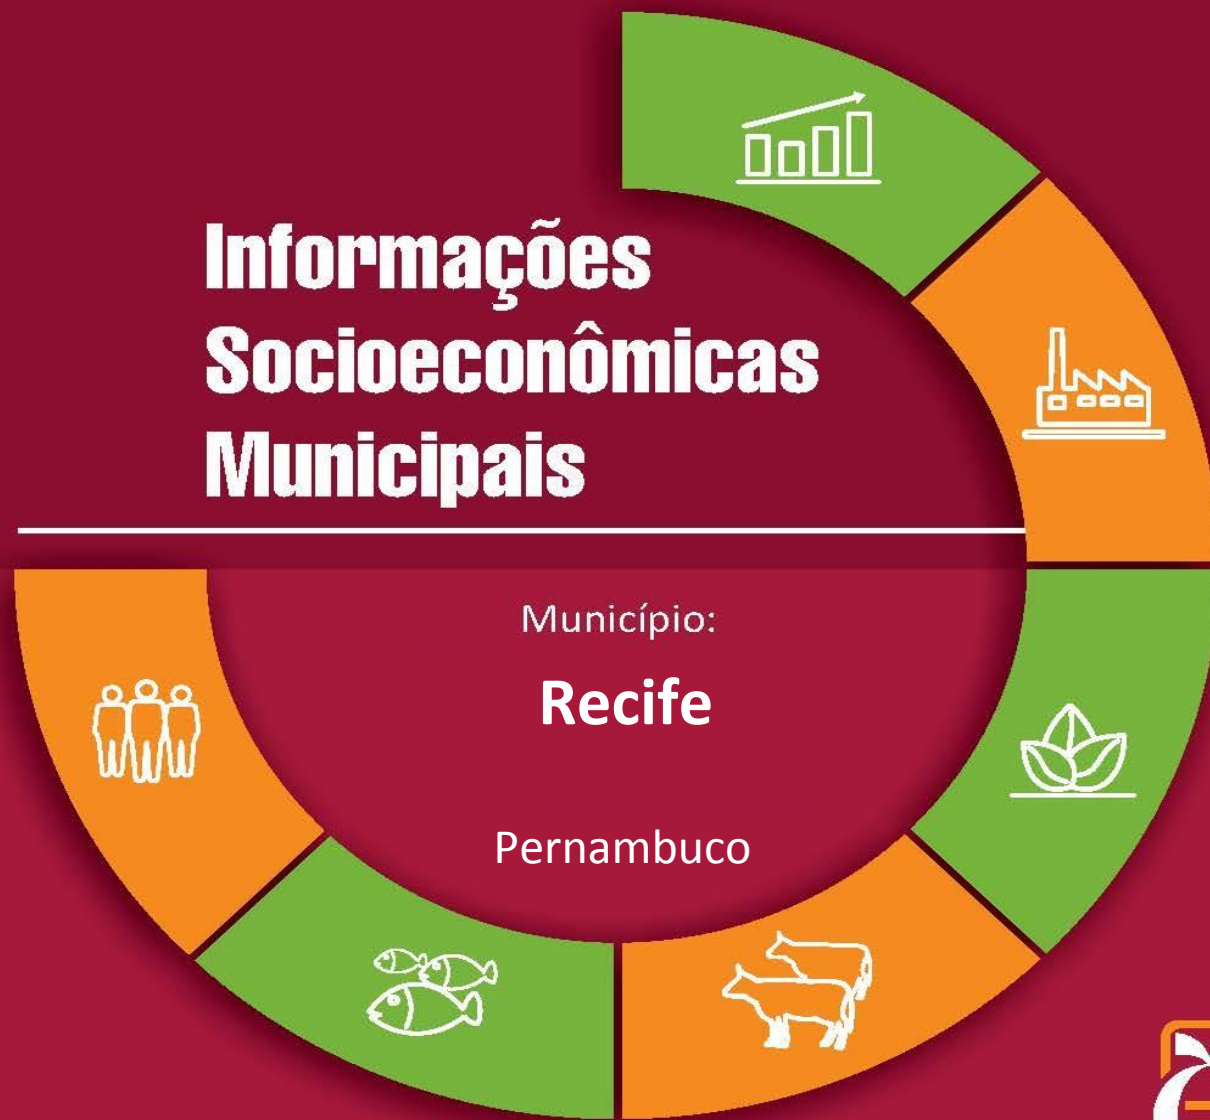 Informações
Socioeconômicas
Municipais
Município:
Recife
Pernambuco